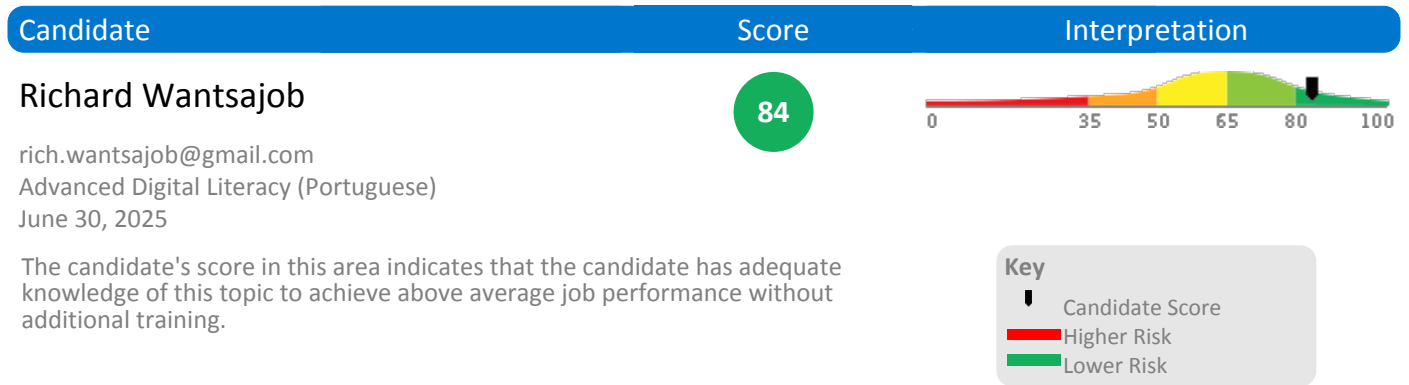 Candidate Score Interpretation
Richard Wantsajob
84
0 35 50 65 80 100
rich.wantsajob@gmail.com
Advanced Digital Literacy (Portuguese)
June 30, 2025
The candidate's score in this area indicates that the candidate has adequate
knowledge of this topic to achieve above average job performance without
additional training.
Key
Candidate Score
Higher Risk
Lower Risk